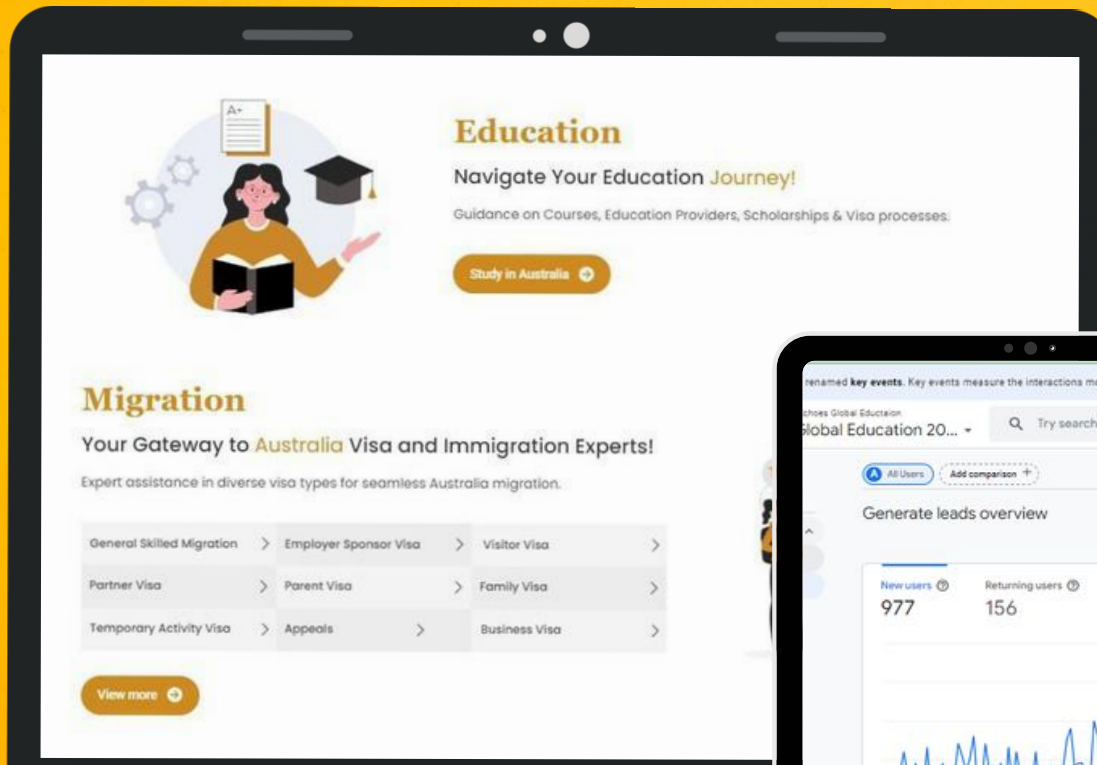 A+
Education
Navigate Your Education Journey!
Guidance on Courses, Education Providers, Scholarships & Visa processes.
Study in Australia
Migration
Your Gateway to Australia Visa and Immigration Experts!
Expert assistance in diverse visa types for seamless Australia migration.
General Skilled Migration > Employer Sponsor Visa > Visitor Visa >
Partner Visa > Parent Visa > Family Visa >
Temporary Activity Visa > Appeals > Business Visa >
View more
renamed key events. Key events measure the interactions
Global Eductaion
Global Education 20...
Try search
A All Users
Add comparison +
Generate leads overview
New users
Returning users
977
156